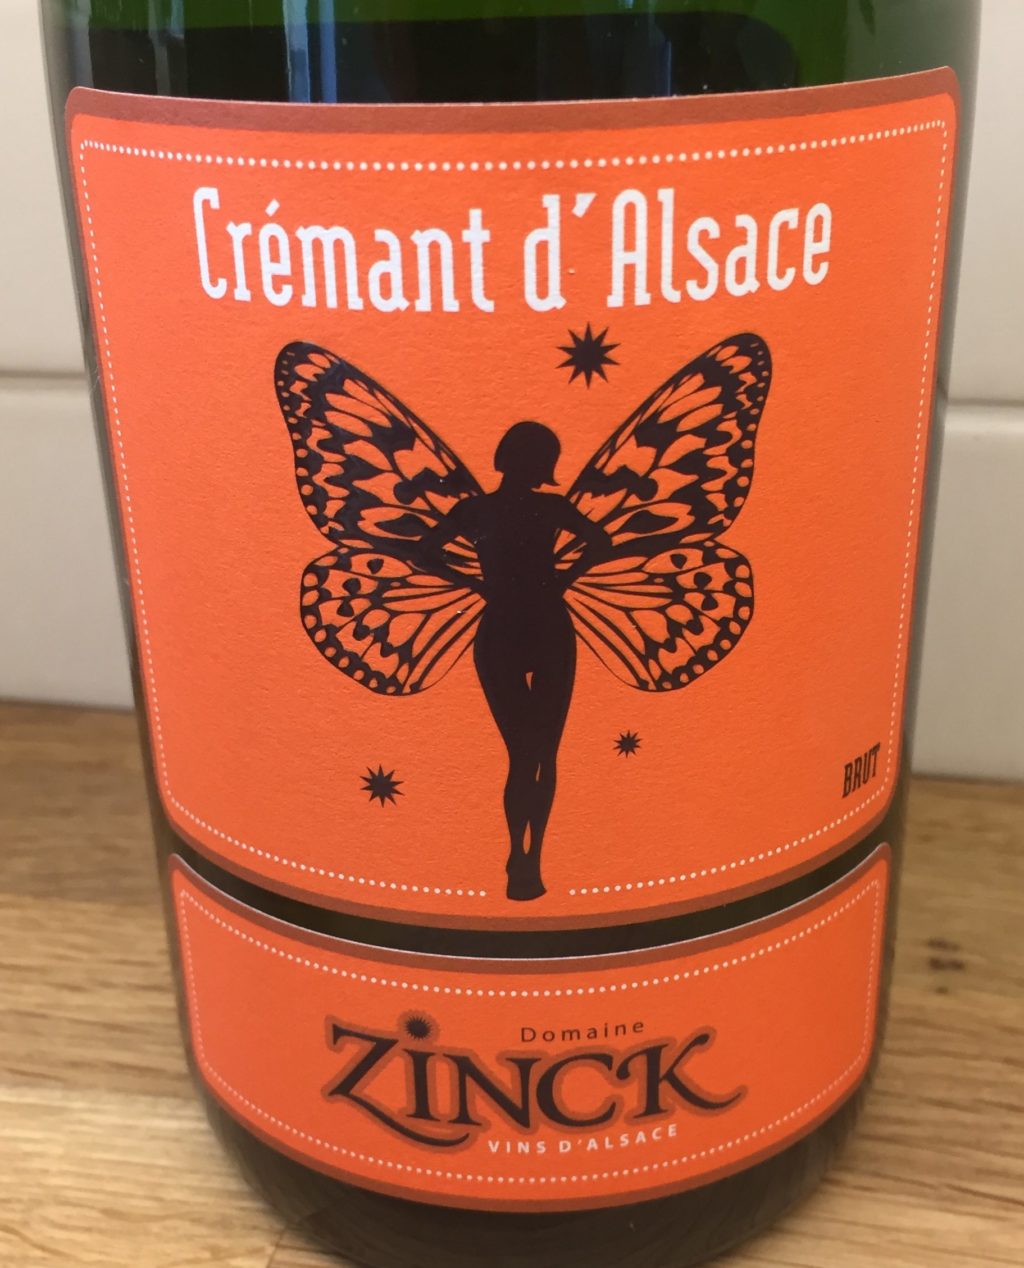 Crémant d'Alsace
BRUT
Domaine
ZINCK
VINS D'ALSACE